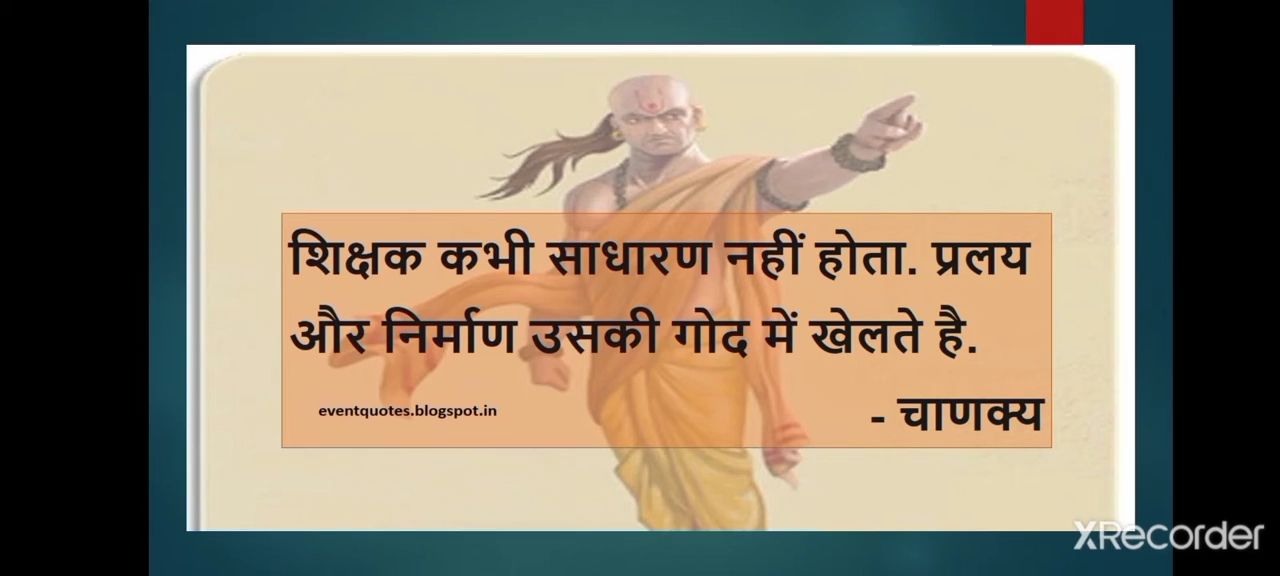 शिक्षक कभी साधारण नहीं होता. प्रलय
और निर्माण उसकी गोद में खेलते है.
eventquotes.blogspot.in - चाणक्य
XRecorder